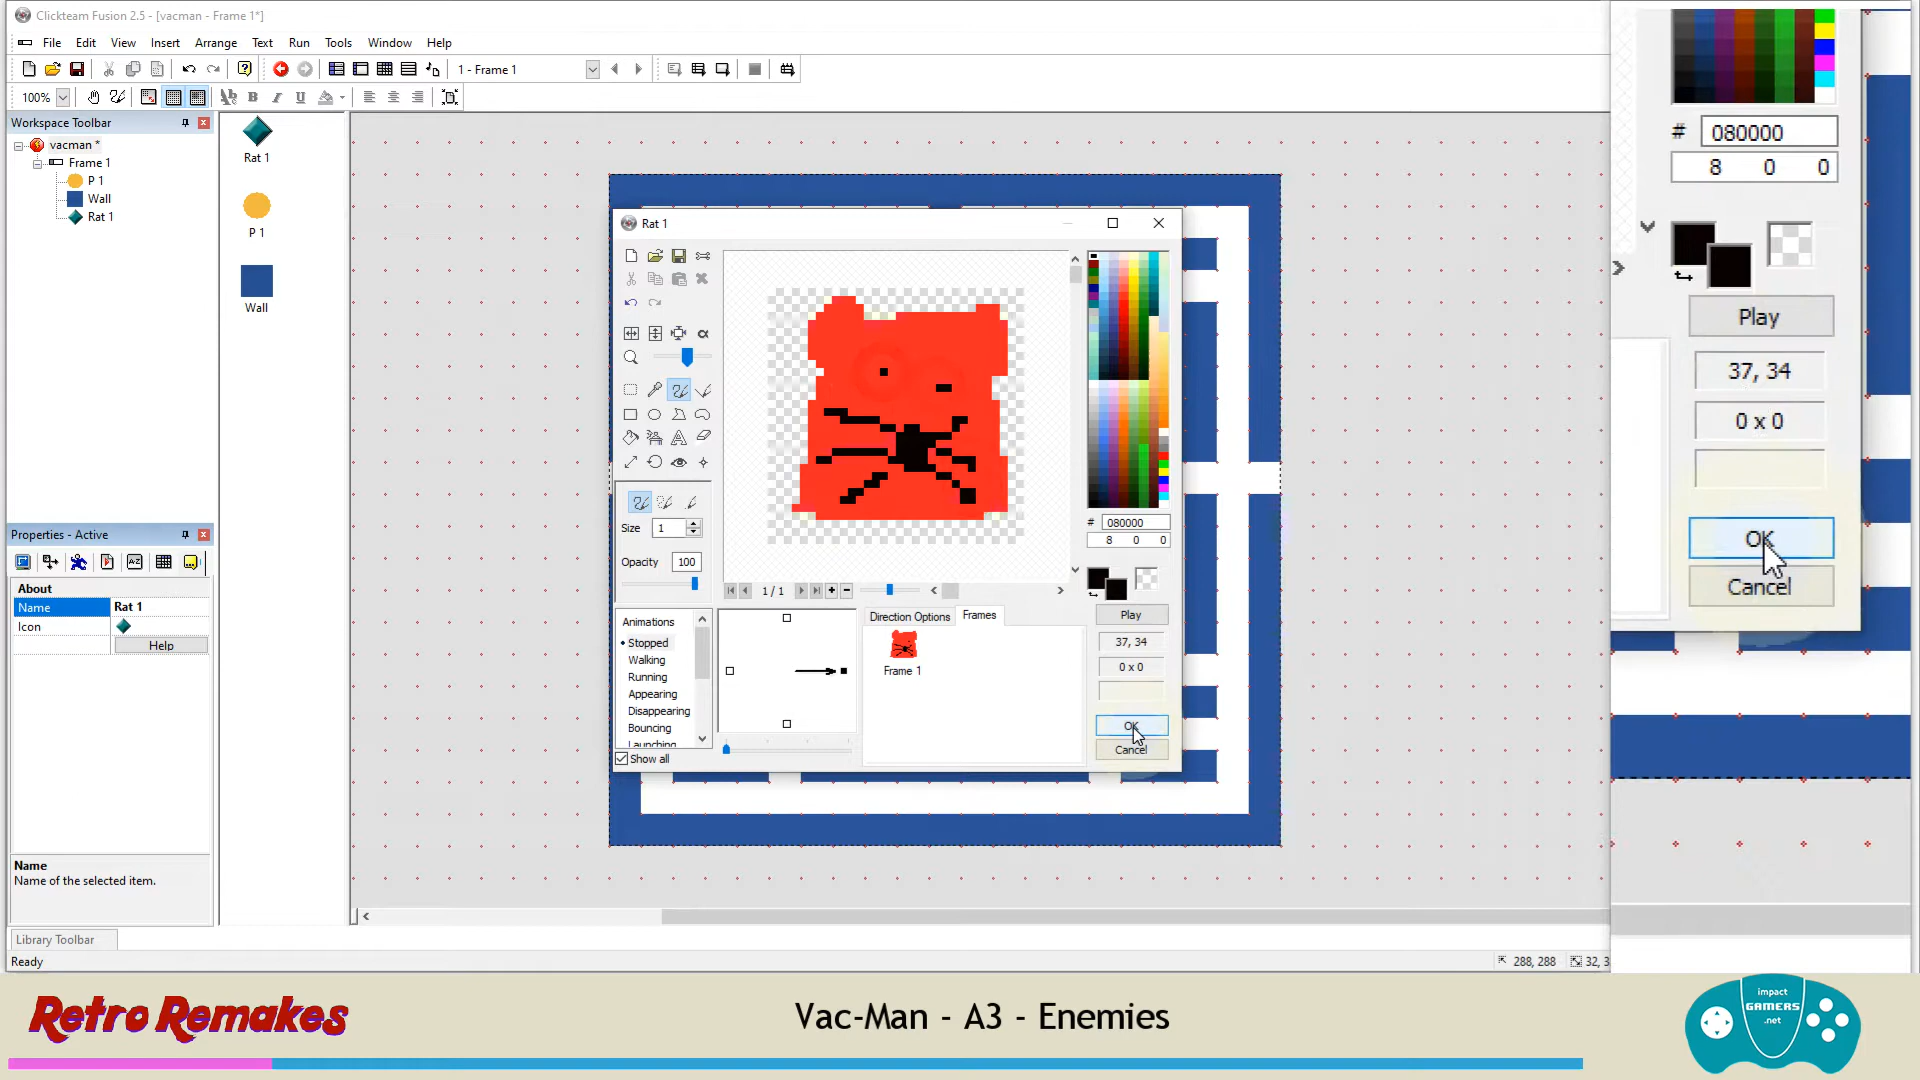 Clickteam Fusion 2.5 - [vacman - Frame 1*]
File Edit View Insert Arrange Text Run Tools Window Help
1 - Frame 1
100%
Workspace Toolbar
vacman *
Frame 1
P 1
Wall
Rat 1
Rat 1
P 1
Wall
Rat 1
Size 1
Opacity 100
1 / 1
# 080000
8 0 0
Animations
Stopped
Walking
Running
Appearing
Disappearing
Bouncing
Launching
Show all
Direction Options Frames
Frame 1
Play
37, 34
0 x 0
OK
Cancel
# 080000
8 0 0
Play
37, 34
0 x 0
OK
Cancel
Properties - Active
About
Name Rat 1
Icon
Help
Name
Name of the selected item.
Library Toolbar
Ready
288, 288
32, 3
Retro Remakes
Vac-Man - A3 - Enemies
impact
GAMERS
.net